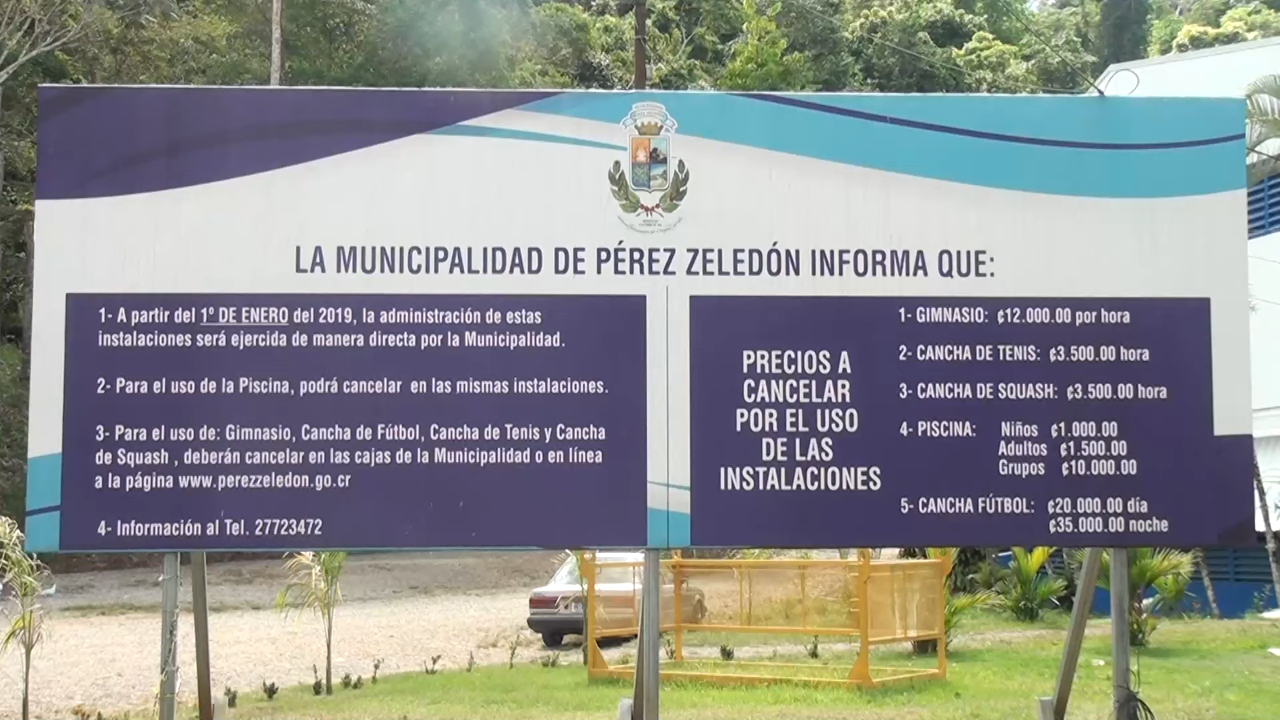 LA MUNICIPALIDAD DE PÉREZ ZELEDÓN INFORMA QUE:
1- A partir del 1º DE ENERO del 2019, la administración de estas
instalaciones será ejercida de manera directa por la Municipalidad.
2- Para el uso de la Piscina, podrá cancelar en las mismas instalaciones.
3- Para el uso de: Gimnasio, Cancha de Fútbol, Cancha de Tenis y Cancha
de Squash , deberán cancelar en las cajas de la Municipalidad o en línea
a la página www.perezzeledon.go.cr
4- Información al Tel. 27723472
PRECIOS A
CANCELAR
POR EL USO
DE LAS
INSTALACIONES
1- GIMNASIO: ¢12.000.00 por hora
2- CANCHA DE TENIS: ¢3.500.00 hora
3- CANCHA DE SQUASH: ¢3.500.00 hora
4- PISCINA: Niños ¢1.000.00
Adultos ¢1.500.00
Grupos ¢10.000.00
5- CANCHA FÚTBOL: ¢20.000.00 día
¢35.000.00 noche